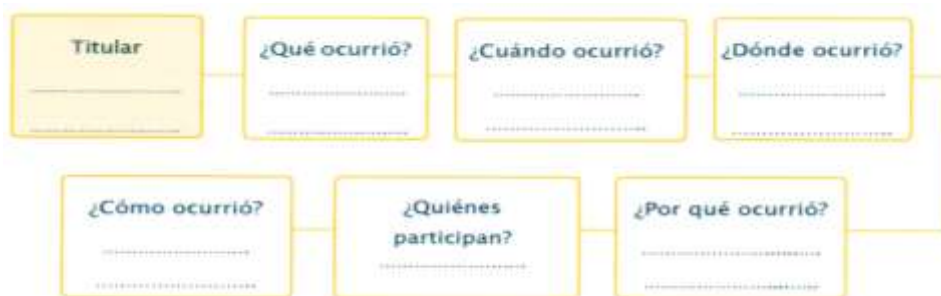 Titular
¿Qué ocurrió?
¿Cuándo ocurrió?
¿Dónde ocurrió?
¿Cómo ocurrió?
¿Quiénes
participan?
¿Por qué ocurrió?